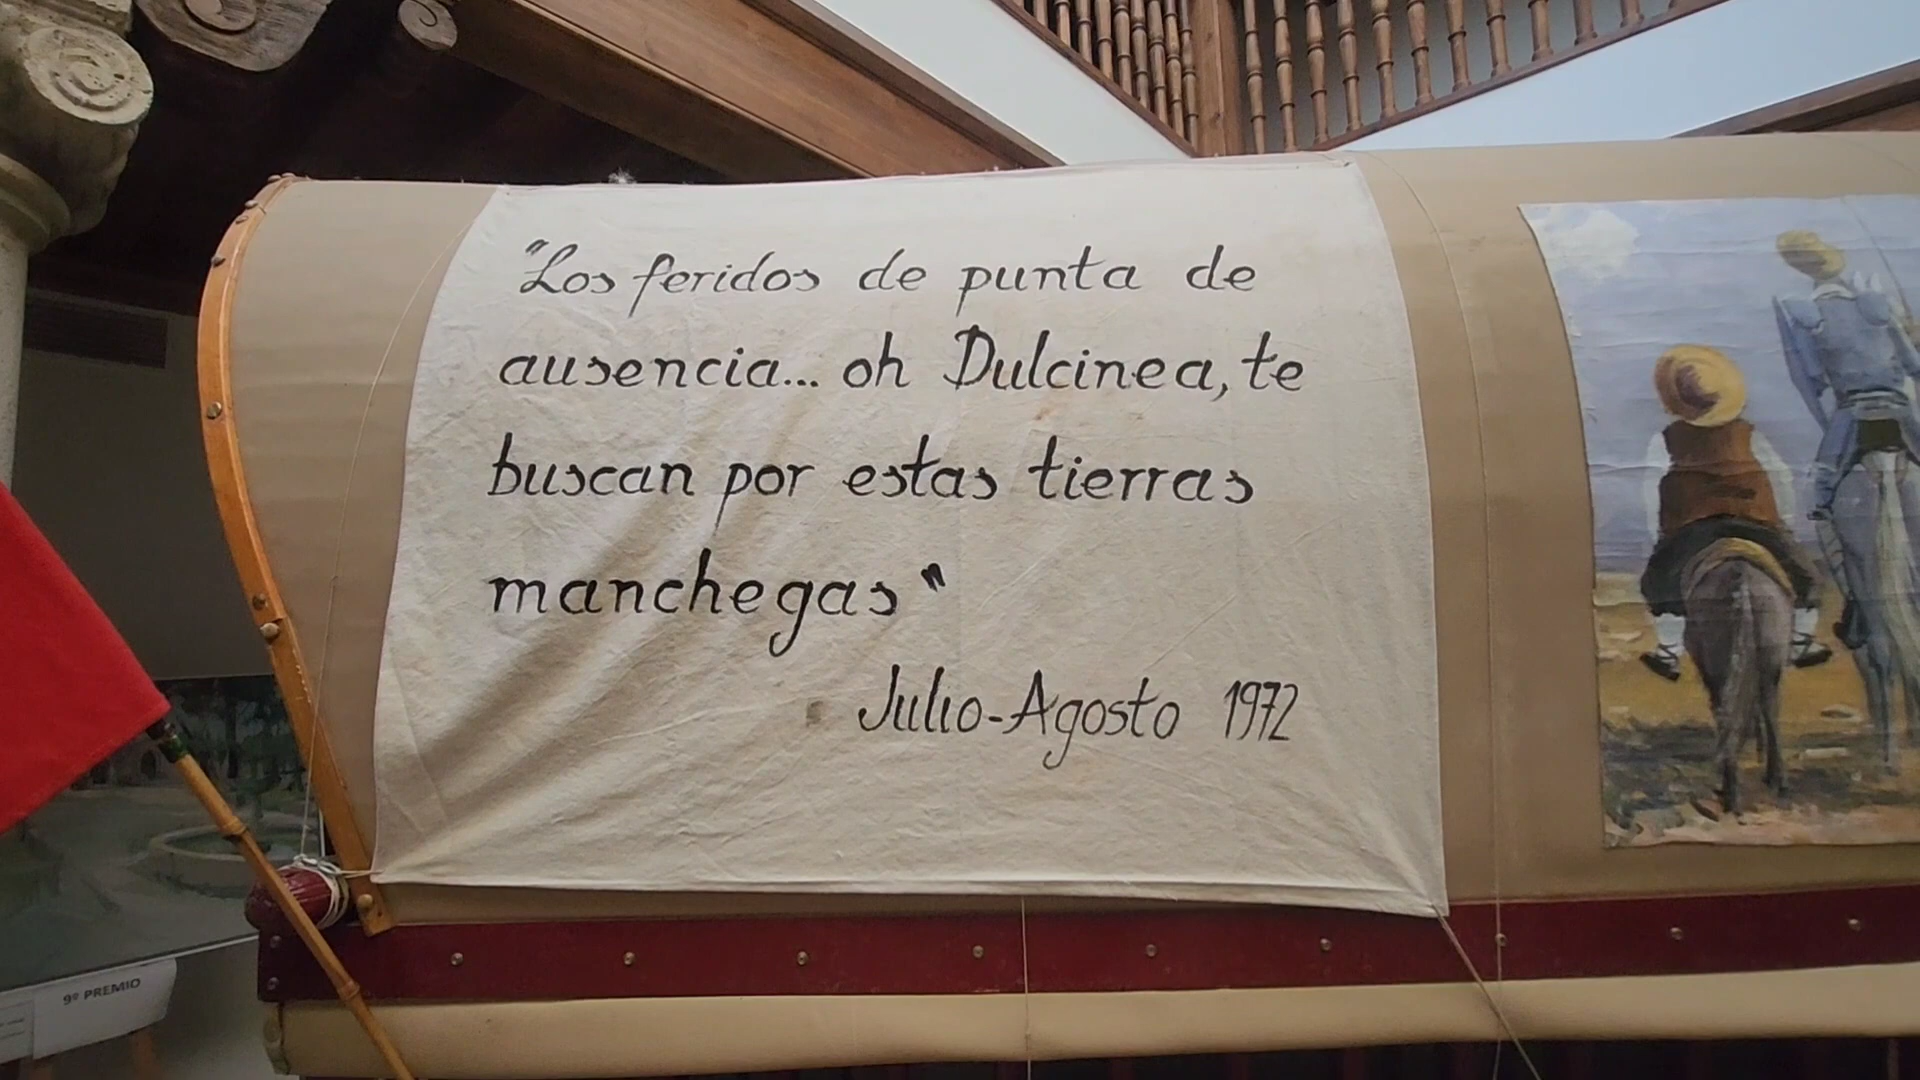 "Los feridos de punta de
ausencia... oh Dulcinea, te
buscan por estas tierras
manchegas"
Julio-Agosto 1972
9º PREMIO